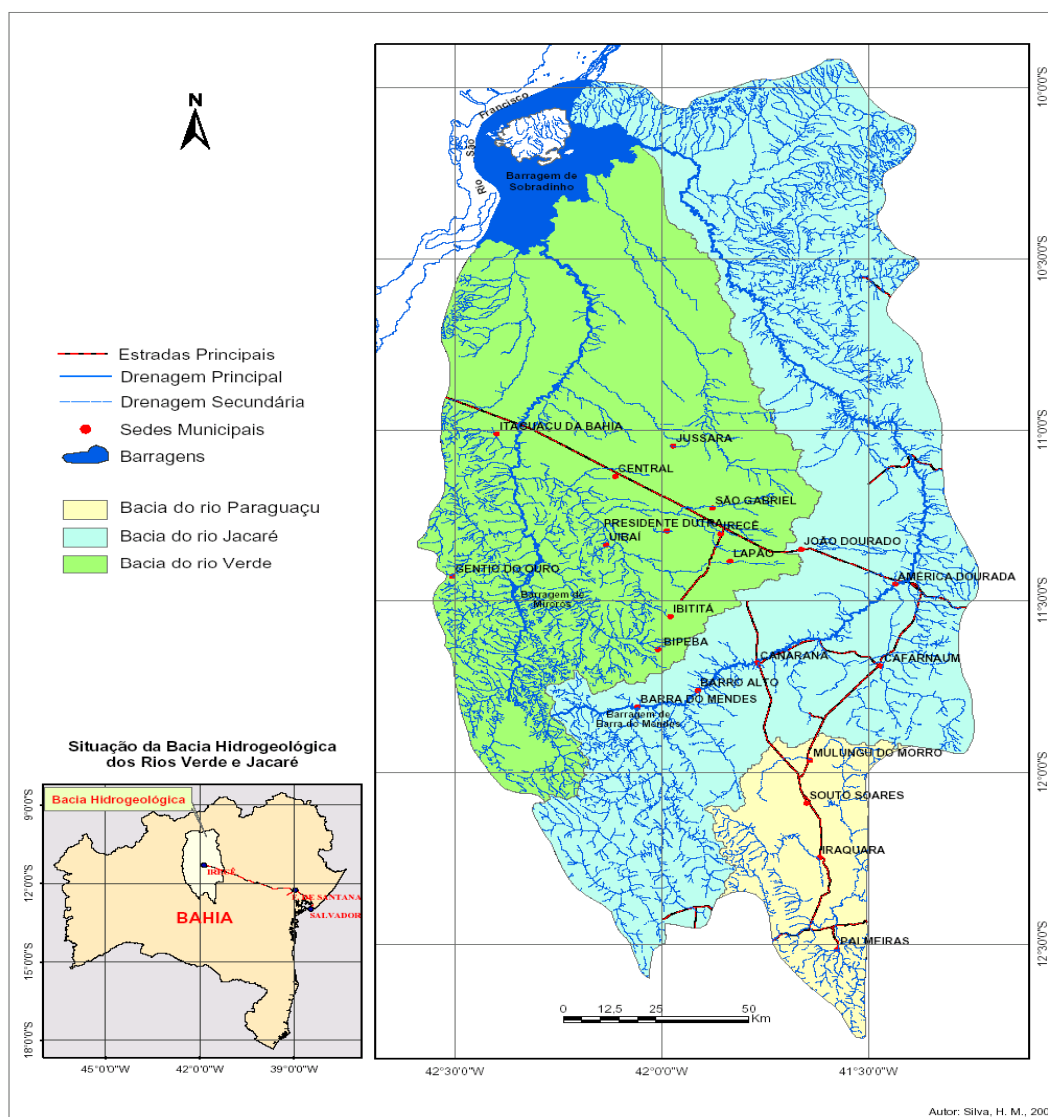 N
Rio São Francisco
Barragem de
Sobradinho
10°0'0"S
10°30'0"S
11°0'0"S
11°30'0"S
12°0'0"S
12°30'0"S
Estradas Principais
Drenagem Principal
Drenagem Secundária
Sedes Municipais
Barragens
Bacia do rio Paraguaçu
Bacia do rio Jacaré
Bacia do rio Verde
ITAGUAÇU DA BAHIA
JUSSARA
CENTRAL
SÃO GABRIEL
PRESIDENTE DUTRA
IRECÊ
UIBAÍ
LAPÃO
JOÃO DOURADO
GENTIO DO OURO
AMÉRICA DOURADA
Barragem de
Mirorós
IBITITÁ
BIPEBA
CANARANA
CAFARNAUM
BARRO ALTO
BARRA DO MENDES
Barragem de
Barra do Mendes
MULUNGU DO MORRO
SOUTO SOARES
IRAQUARA
PALMEIRAS
0 12,5 25 50
Km
42°30'0"W 42°0'0"W 41°30'0"W
Situação da Bacia Hidrogeológica
dos Rios Verde e Jacaré
Bacia Hidrogeológica
9°0'0"S
12°0'0"S
15°0'0"S
18°0'0"S
IRECÊ
DE SANTANA
SALVADOR
BAHIA
45°0'0"W 42°0'0"W 39°0'0"W
Autor: Silva, H. M., 200